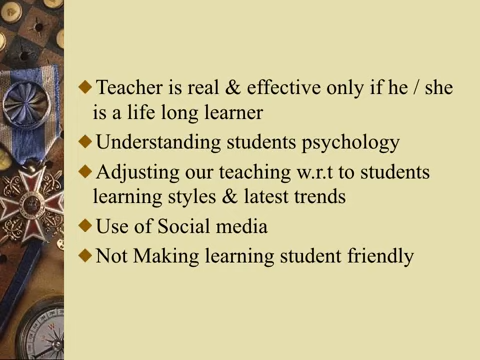 Teacher is real & effective only if he / she
is a life long learner
Understanding students psychology
Adjusting our teaching w.r.t to students
learning styles & latest trends
Use of Social media
Not Making learning student friendly